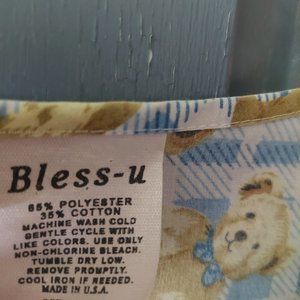 Bless-u
65% POLYESTER
35% COTTON
MACHINE WASH COLD
GENTLE CYCLE WITH
LIKE COLORS. USE ONLY
NON-CHLORINE BLEACH.
TUMBLE DRY LOW.
REMOVE PROMPTLY.
COOL IRON IF NEEDED.
MADE IN U.S.A.